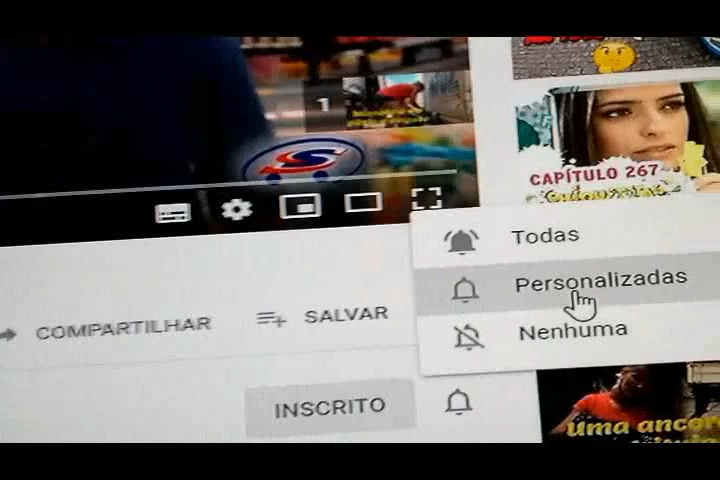 1
CAPÍTULO 267
Todas
Personalizadas
Nenhuma
COMPARTILHAR
SALVAR
INSCRITO
uma ancor